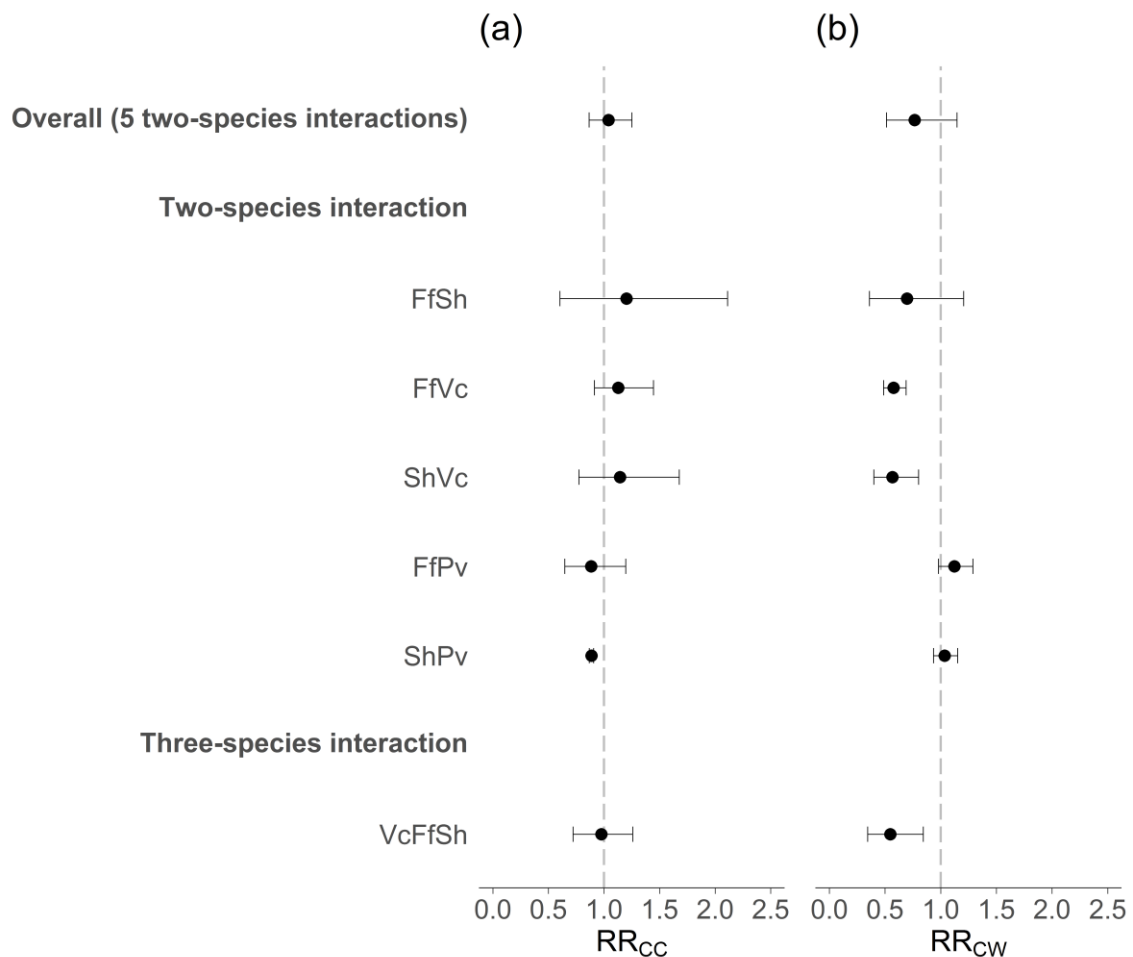 (a) (b)
Overall (5 two-species interactions)
Two-species interaction
FfSh
FfVc
ShVc
FfPv
ShPv
Three-species interaction
VcFfSh
0.0 0.5 1.0 1.5 2.0 2.5 0.0 0.5 1.0 1.5 2.0 2.5
RRCC RRCW